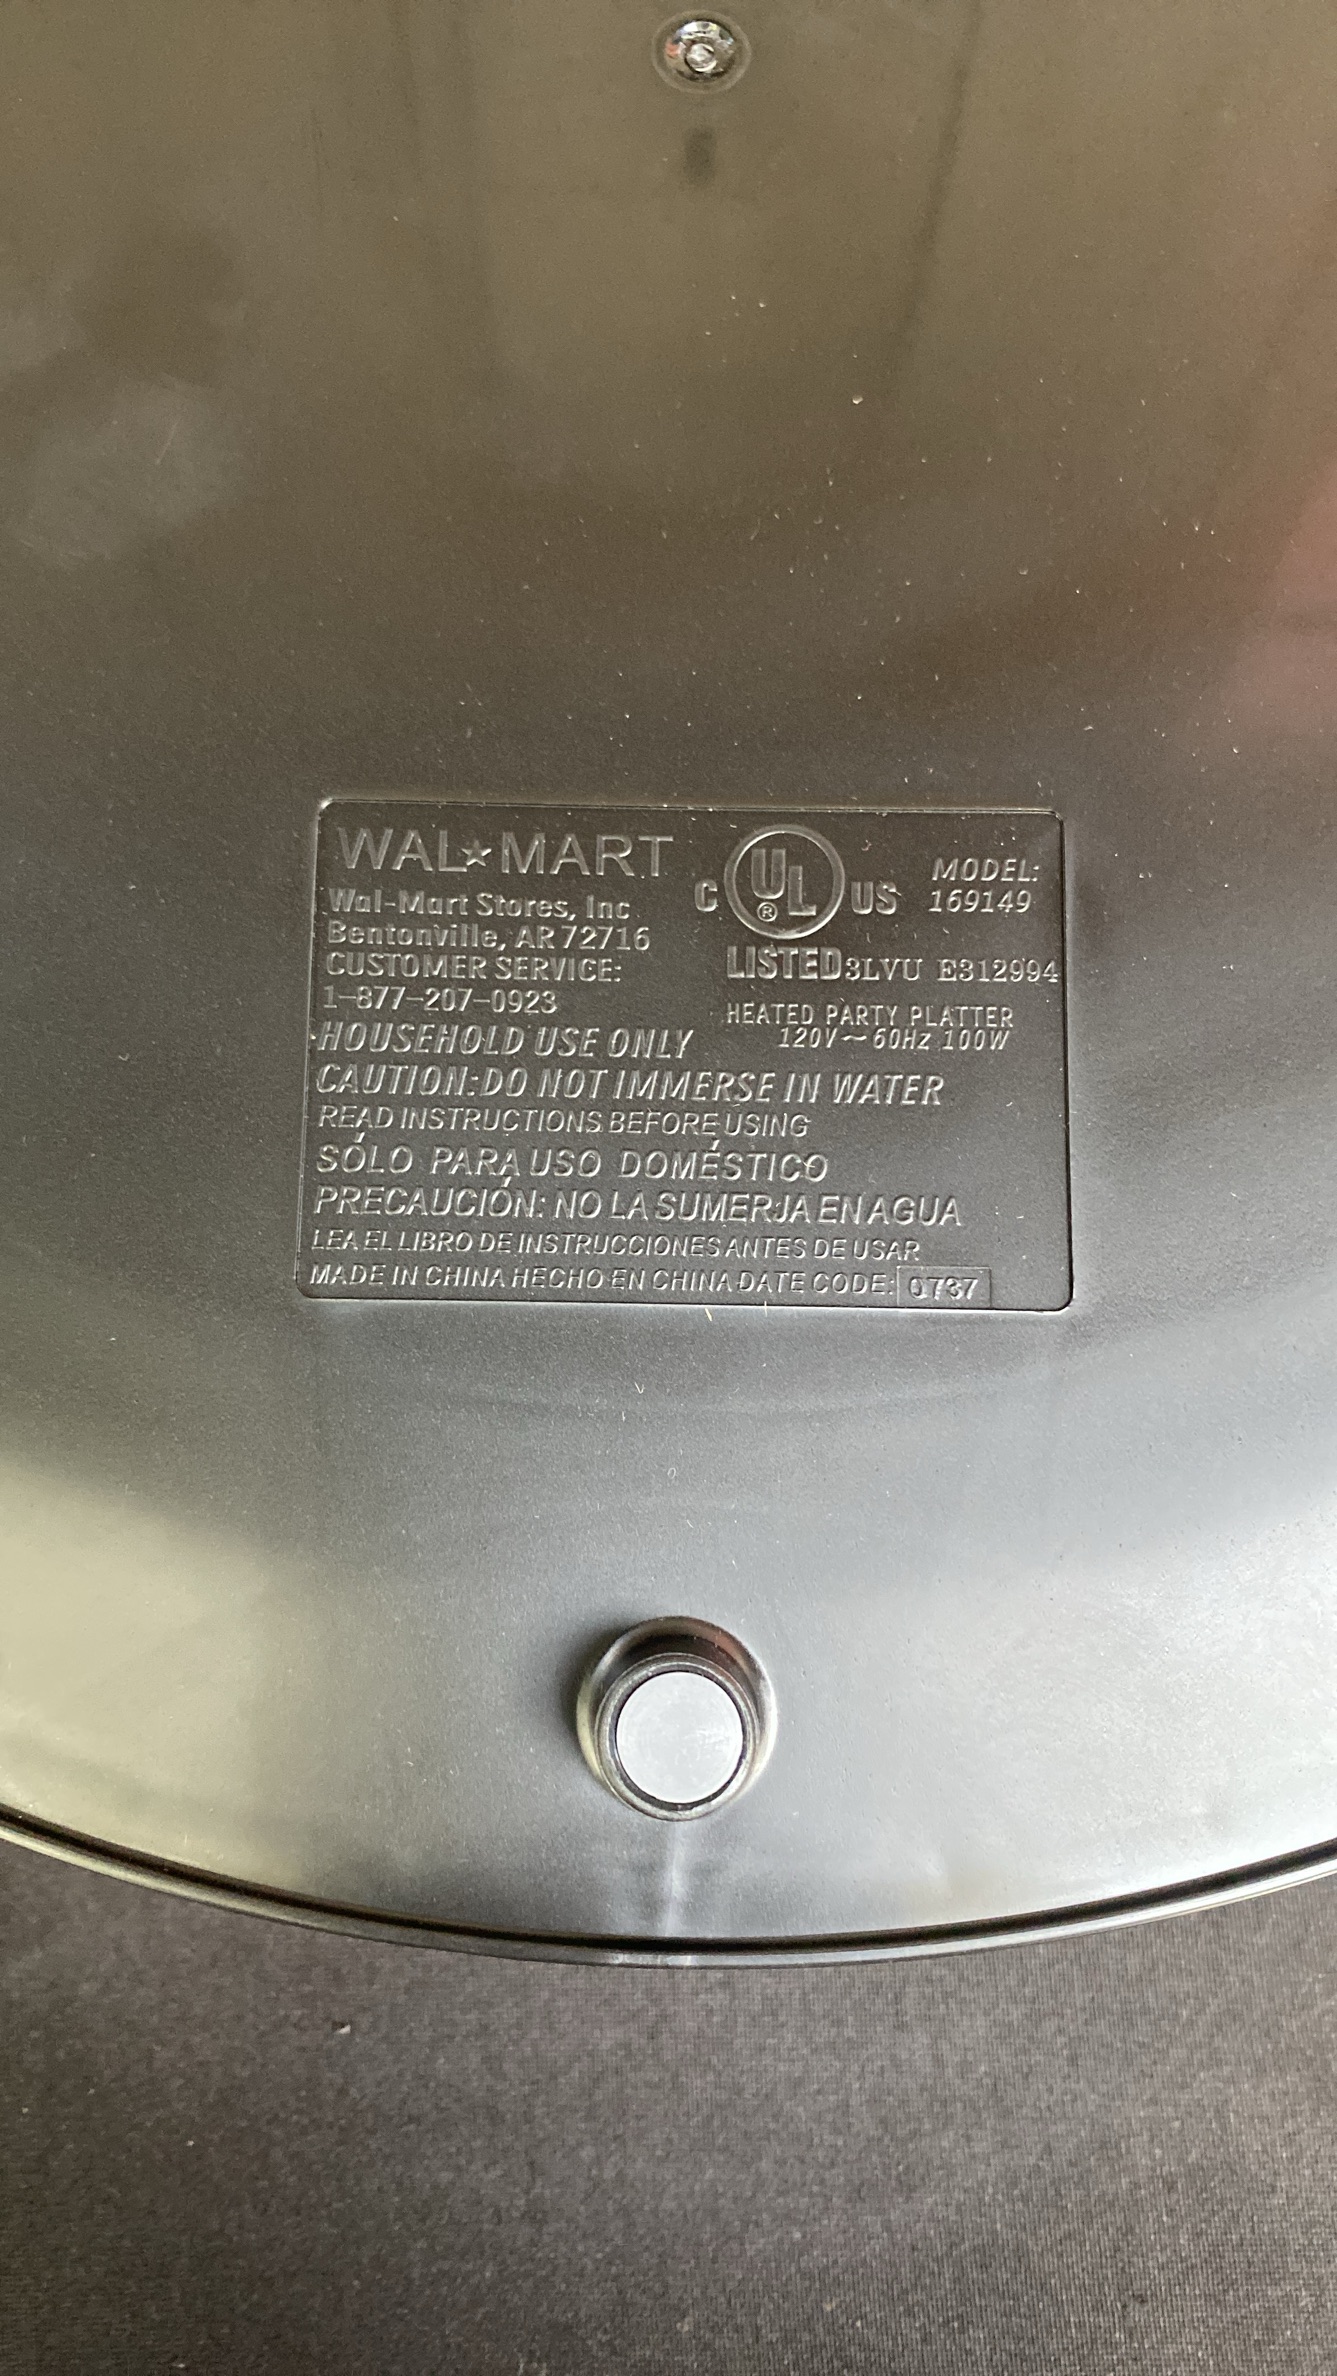 WAL★MART
Wal-Mart Stores, Inc
Bentonville, AR 72716
CUSTOMER SERVICE:
1-877-207-0923
C UL® US
MODEL:
169149
LISTED 3LVU E312994
HEATED PARTY PLATTER
120V~60Hz 100W
HOUSEHOLD USE ONLY
CAUTION: DO NOT IMMERSE IN WATER
READ INSTRUCTIONS BEFORE USING
SÓLO PARA USO DOMÉSTICO
PRECAUCIÓN: NO LA SUMERJA EN AGUA
LEA EL LIBRO DE INSTRUCCIONES ANTES DE USAR
MADE IN CHINA HECHO EN CHINA DATE CODE: 0737